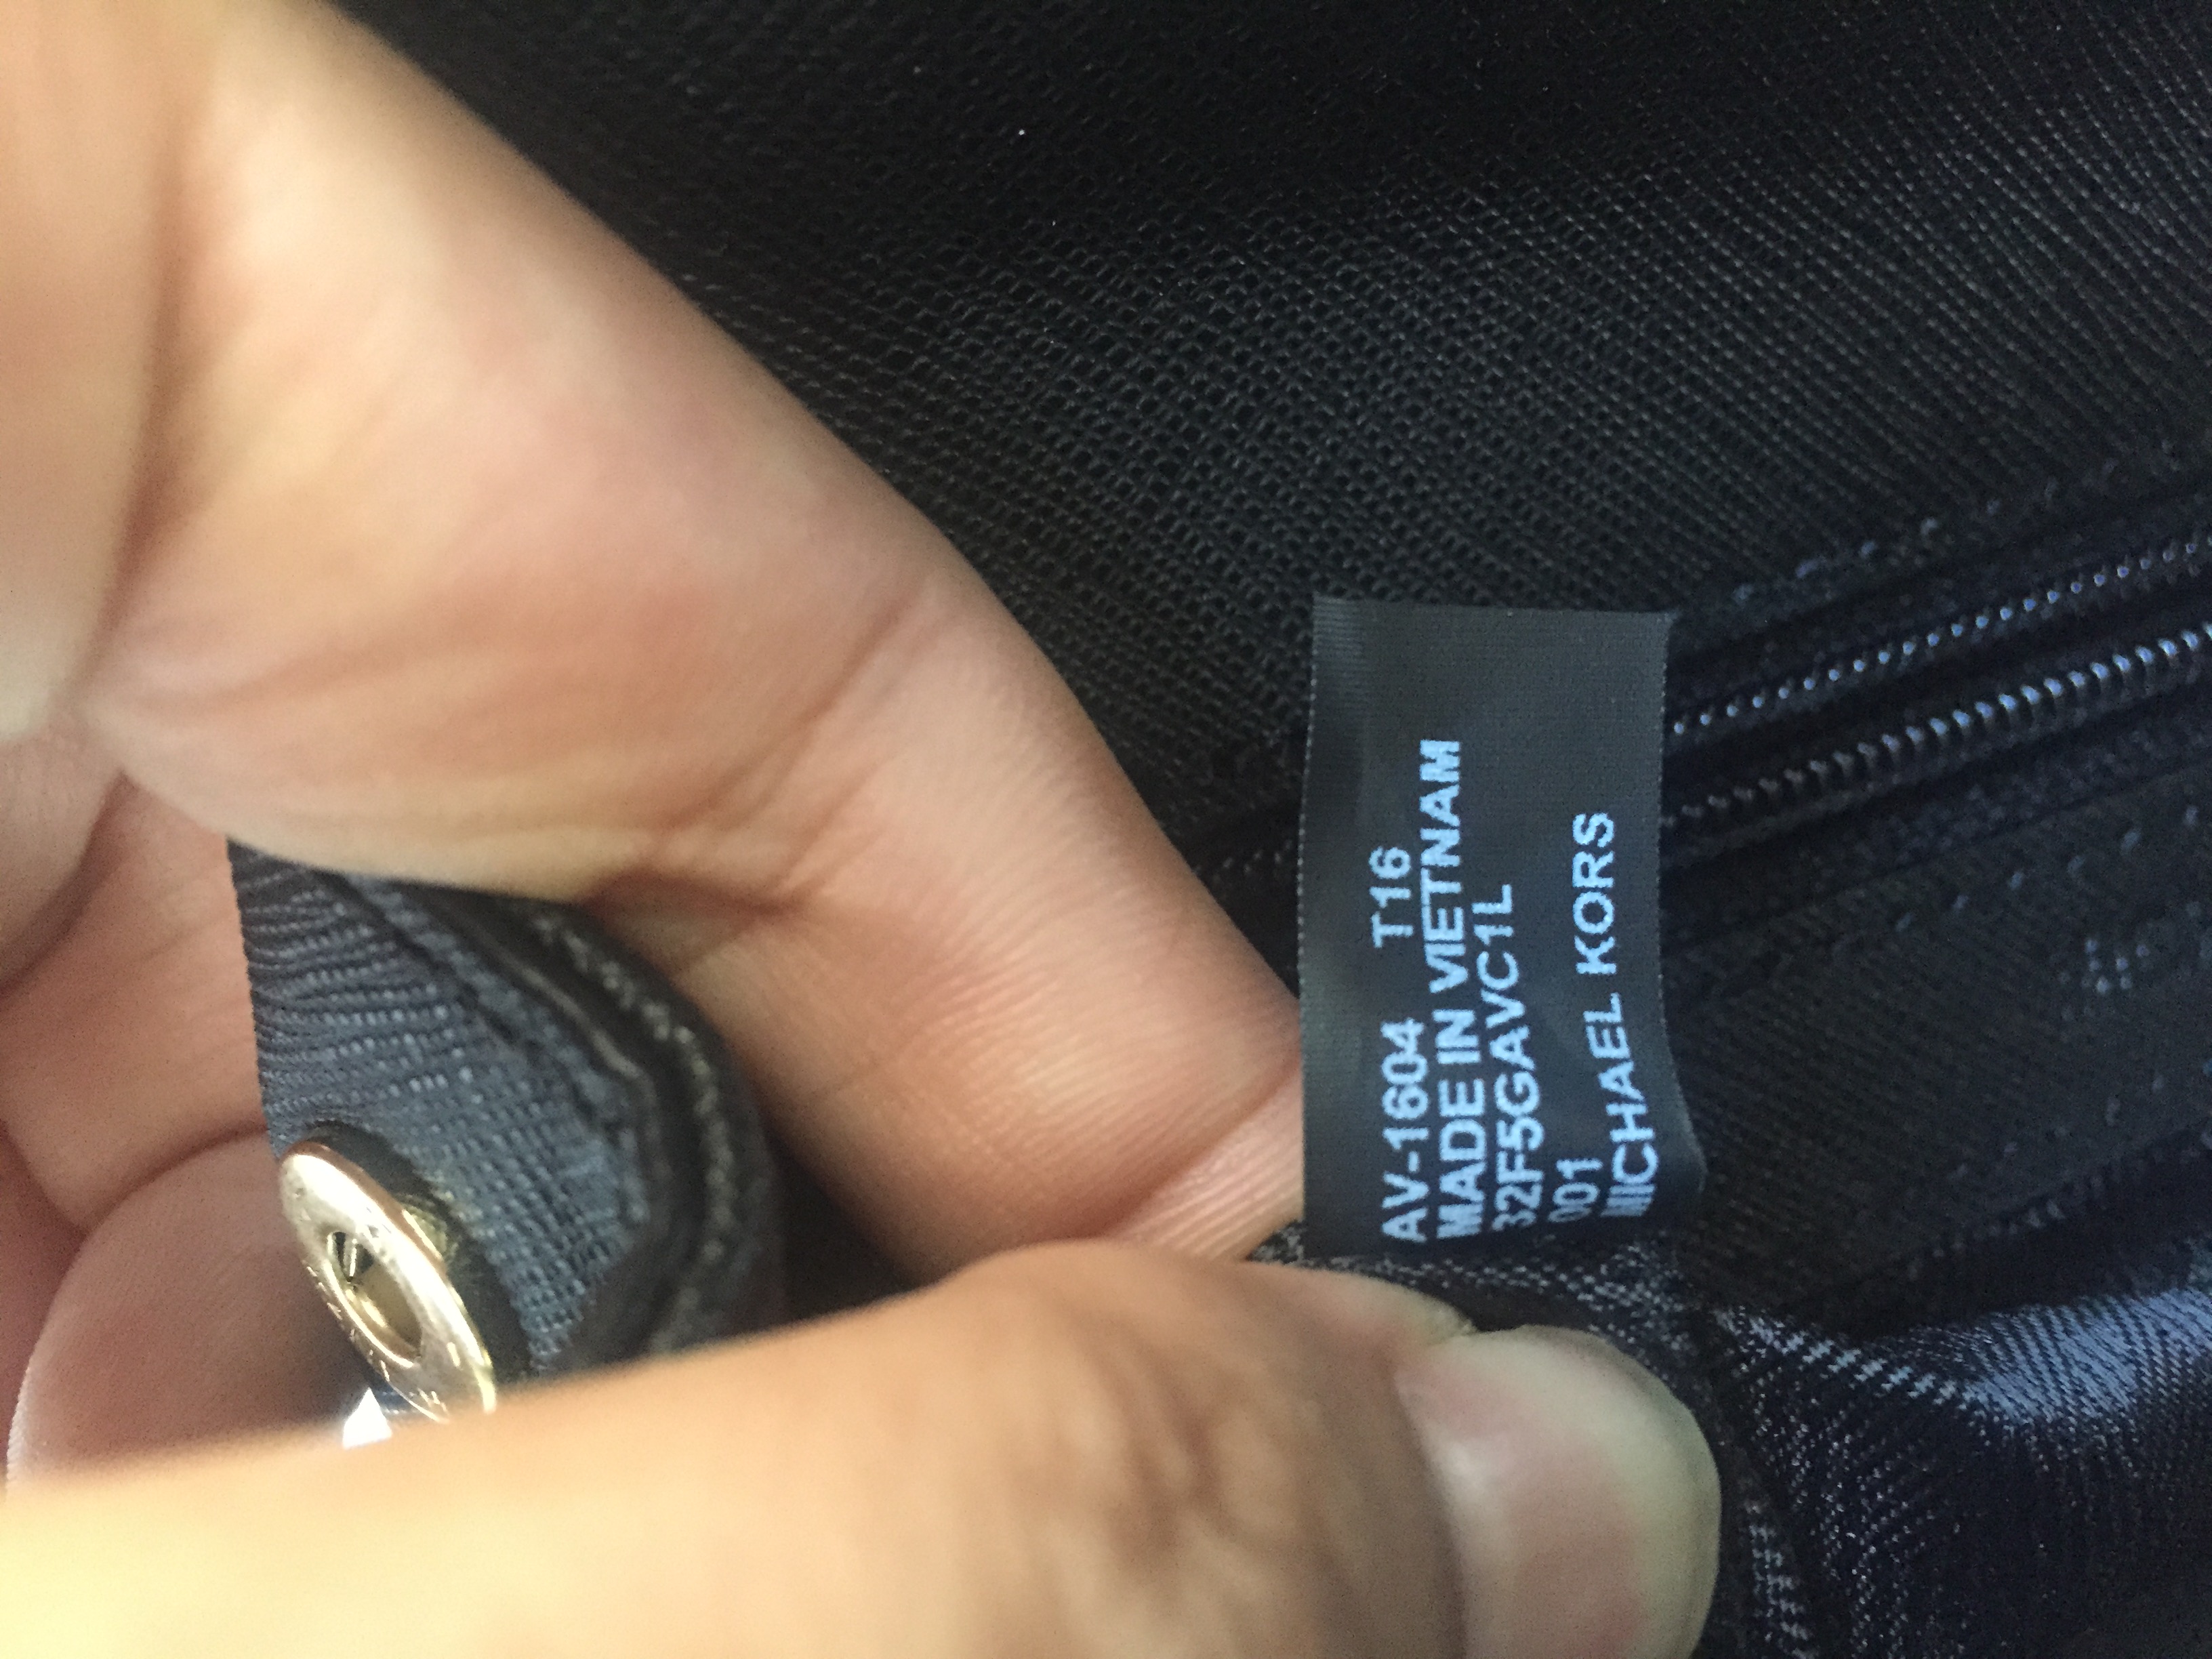 AV-1604 T16
MADE IN VIETNAM
32F5GAVC1L
001
MICHAEL KORS